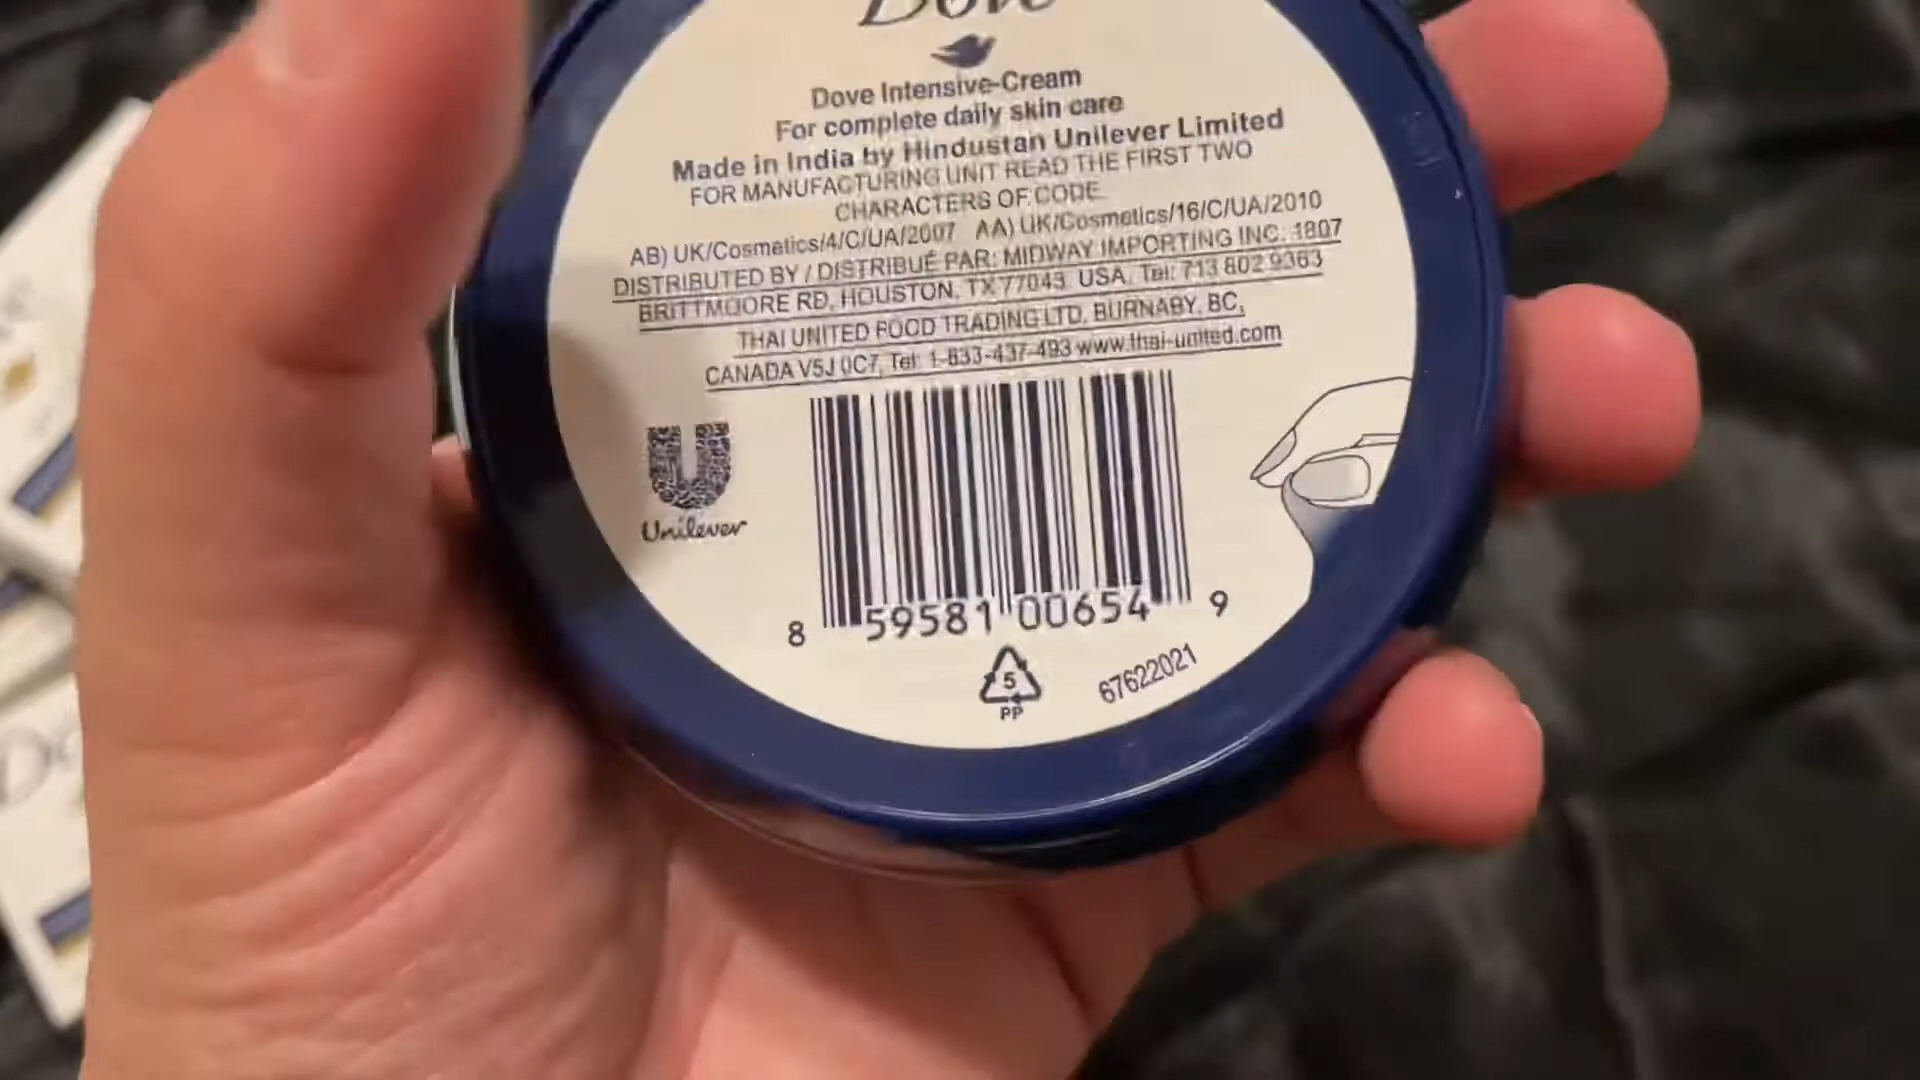 Dove
Dove Intensive-Cream
For complete daily skin care
Made in India by Hindustan Unilever Limited
FOR MANUFACTURING UNIT READ THE FIRST TWO
CHARACTERS OF CODE
AB) UK/Cosmetics/4/C/UA/2007 AA) UK/Cosmetics/16/C/UA/2010
DISTRIBUTED BY / DISTRIBUÉ PAR: MIDWAY IMPORTING INC. 1807
BRITTMOORE RD, HOUSTON, TX 77043 USA, Tel: 713 802 9363
THAI UNITED FOOD TRADING LTD. BURNABY, BC,
CANADA V5J 0C7, Tel: 1-833-437-493 www.thai-united.com
Unilever
8 59581 00654 9
5
PP
67622021